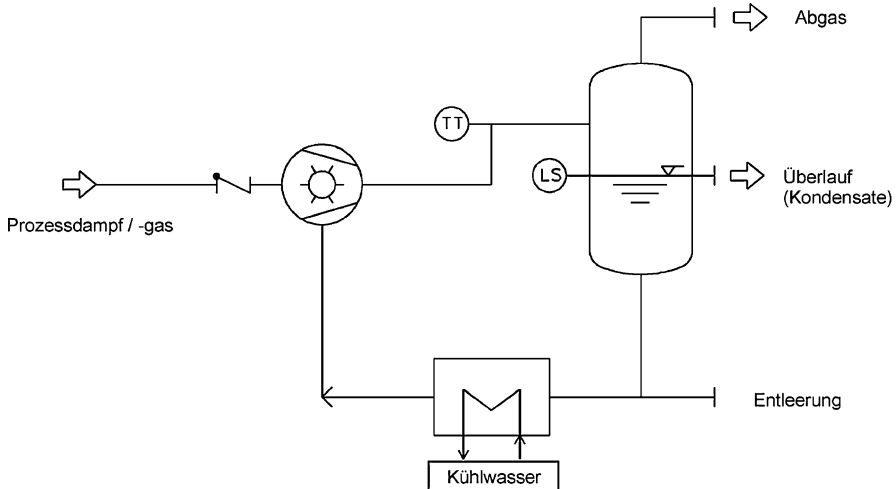 Abgas
TT
LS
Überlauf
(Kondensate)
Prozessdampf / -gas
Entleerung
Kühlwasser